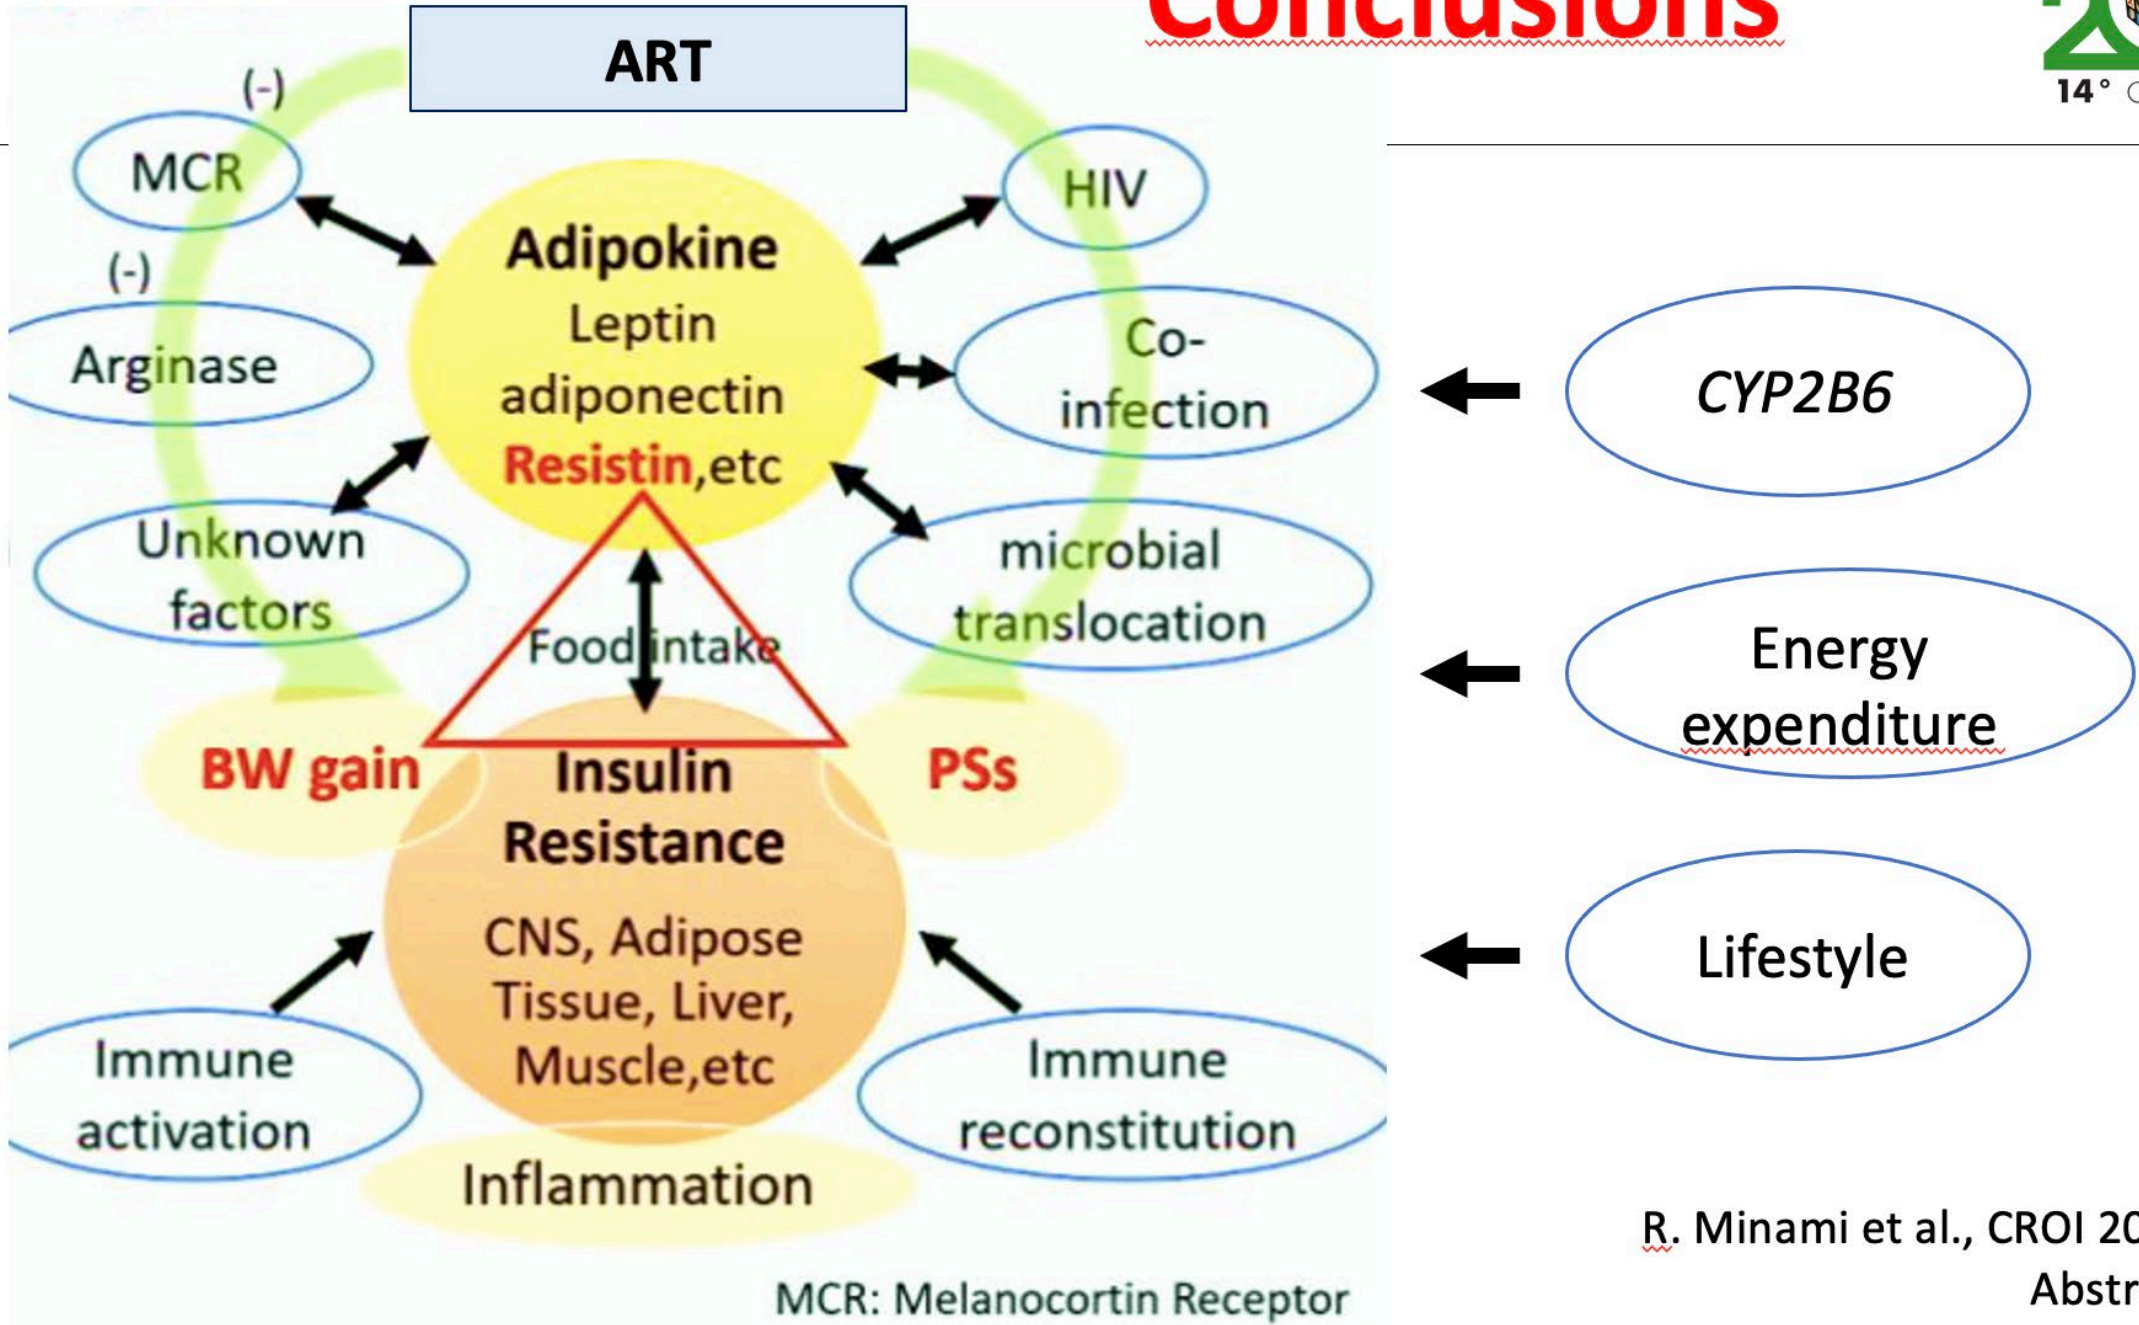 Conclusions
ART
14°
(-)
MCR
HIV
(-)
Arginase
Adipokine
Leptin
adiponectin
Resistin,etc
Co-
infection
CYP2B6
Unknown
factors
microbial
translocation
Food intake
Energy
expenditure
BW gain
PSs
Insulin
Resistance
CNS, Adipose
Tissue, Liver,
Muscle,etc
Lifestyle
Immune
activation
Immune
reconstitution
Inflammation
R. Minami et al., CROI 20
Abstr
MCR: Melanocortin Receptor